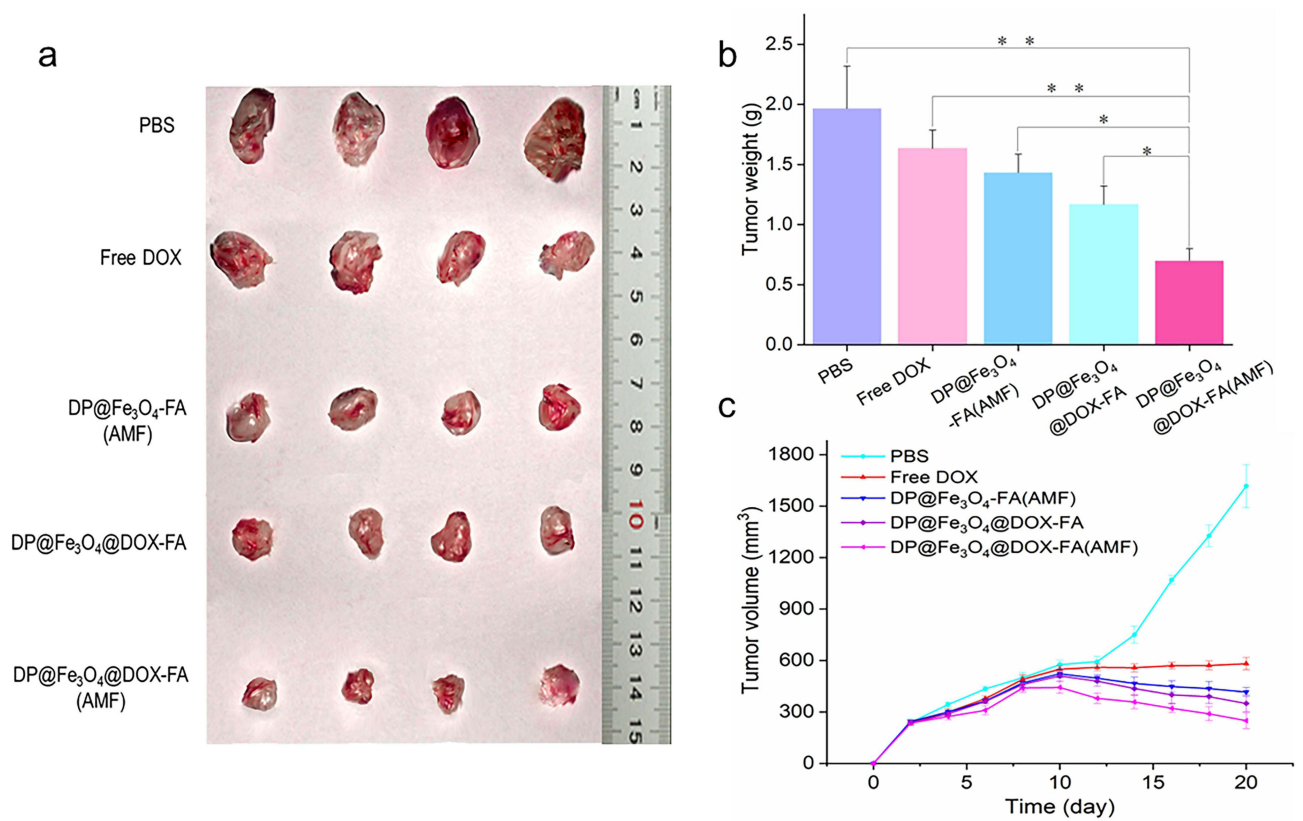 a
PBS
Free DOX
DP@Fe₃O₄-FA
(AMF)
DP@Fe₃O₄@DOX-FA
DP@Fe₃O₄@DOX-FA
(AMF)
cm
1
2
3
4
5
6
7
8
9
10
11
12
13
14
15
b
Tumor weight (g)
2.5
2.0
1.5
1.0
0.5
0.0
* *
* *
*
*
PBS
Free DOX
DP@Fe₃O₄
-FA(AMF)
DP@Fe₃O₄
@DOX-FA
DP@Fe₃O₄
@DOX-FA(AMF)
c
Tumor volume (mm³)
1800
1500
1200
900
600
300
0
PBS
Free DOX
DP@Fe₃O₄-FA(AMF)
DP@Fe₃O₄@DOX-FA
DP@Fe₃O₄@DOX-FA(AMF)
0
5
10
15
20
Time (day)